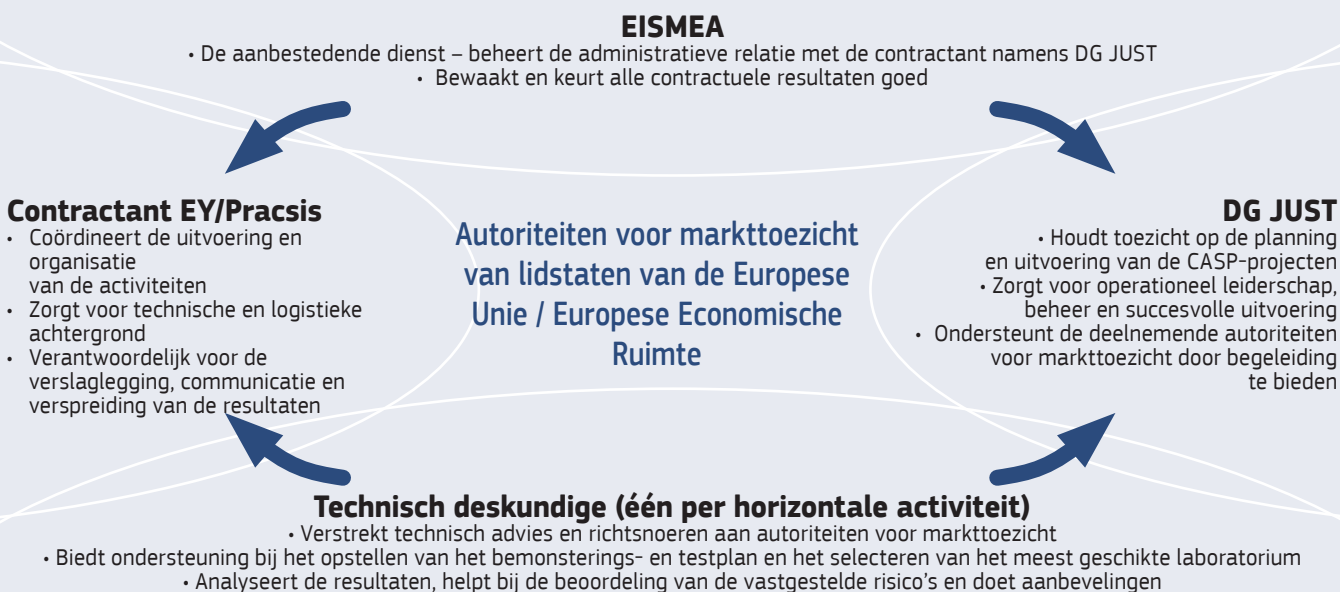 EISMEA
• De aanbestedende dienst – beheert de administratieve relatie met de contractant namens DG JUST
• Bewaakt en keurt alle contractuele resultaten goed
Contractant EY/Pracsis
• Coördineert de uitvoering en
organisatie
van de activiteiten
• Zorgt voor technische en logistieke
achtergrond
• Verantwoordelijk voor de
verslaglegging, communicatie en
verspreiding van de resultaten
Autoriteiten voor markttoezicht
van lidstaten van de Europese
Unie / Europese Economische
Ruimte
DG JUST
• Houdt toezicht op de planning
en uitvoering van de CASP-projecten
• Zorgt voor operationeel leiderschap,
beheer en succesvolle uitvoering
• Ondersteunt de deelnemende autoriteiten
voor markttoezicht door begeleiding
te bieden
Technisch deskundige (één per horizontale activiteit)
• Verstrekt technisch advies en richtsnoeren aan autoriteiten voor markttoezicht
• Biedt ondersteuning bij het opstellen van het bemonsterings- en testplan en het selecteren van het meest geschikte laboratorium
• Analyseert de resultaten, helpt bij de beoordeling van de vastgestelde risico’s en doet aanbevelingen